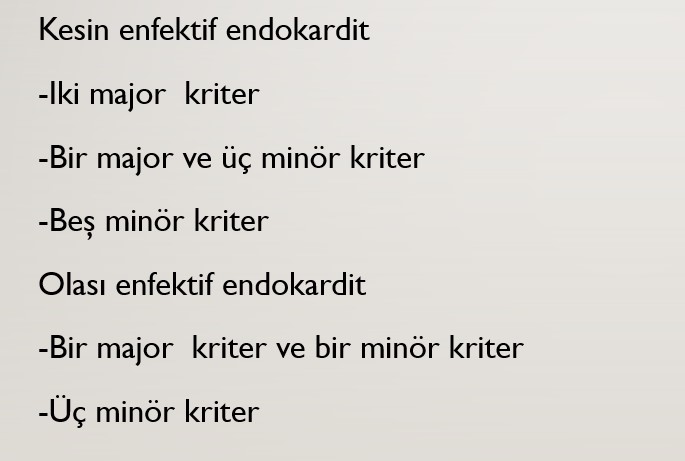 Kesin enfektif endokardit
-Iki major  kriter
-Bir major ve üç minör kriter
-Beş minör kriter
Olası enfektif endokardit
-Bir major  kriter ve bir minör kriter
-Üç minör kriter